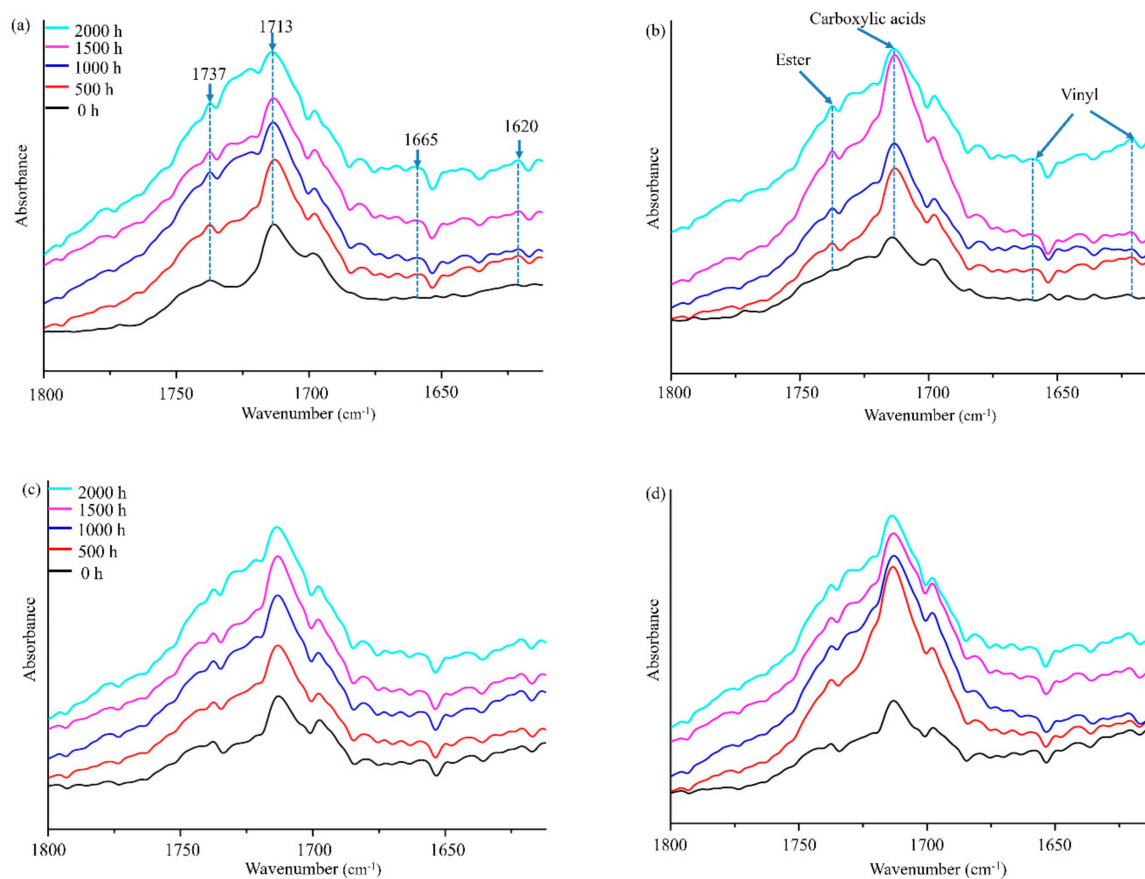 (a)
2000 h
1500 h
1000 h
500 h
0 h
1713
1737
1665
1620
Absorbance
1800
1750
1700
1650
Wavenumber (cm⁻¹)
(b)
Carboxylic acids
Ester
Vinyl
Absorbance
1800
1750
1700
1650
Wavenumber (cm⁻¹)
(c)
2000 h
1500 h
1000 h
500 h
0 h
Absorbance
1800
1750
1700
1650
Wavenumber (cm⁻¹)
(d)
Absorbance
1800
1750
1700
1650
Wavenumber (cm⁻¹)